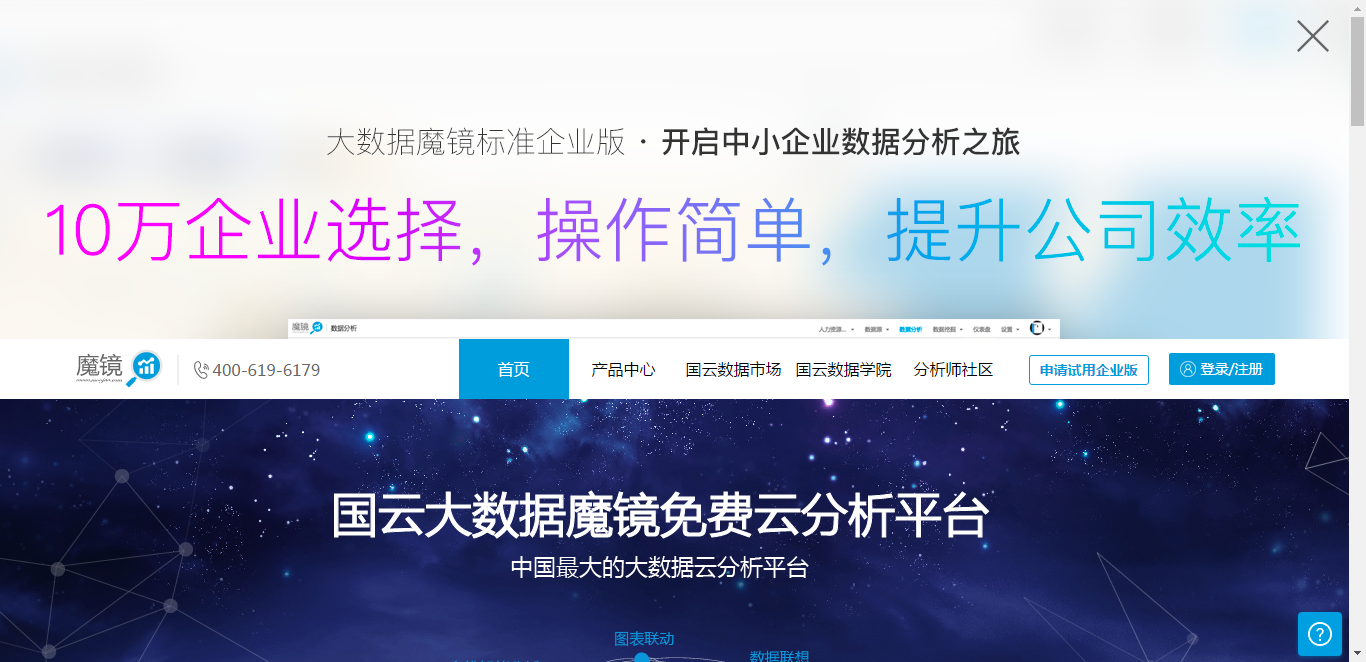 大数据魔镜标准企业版 · 开启中小企业数据分析之旅
10万企业选择，操作简单，提升公司效率
魔镜 数据分析 人力资源... 数据源 数据分析 数据挖掘 仪表盘 设置
魔镜 400-619-6179 首页 产品中心 国云数据市场 国云数据学院 分析师社区 申请试用企业版 登录/注册
国云大数据魔镜免费云分析平台
中国最大的大数据云分析平台
图表联动
数据联想